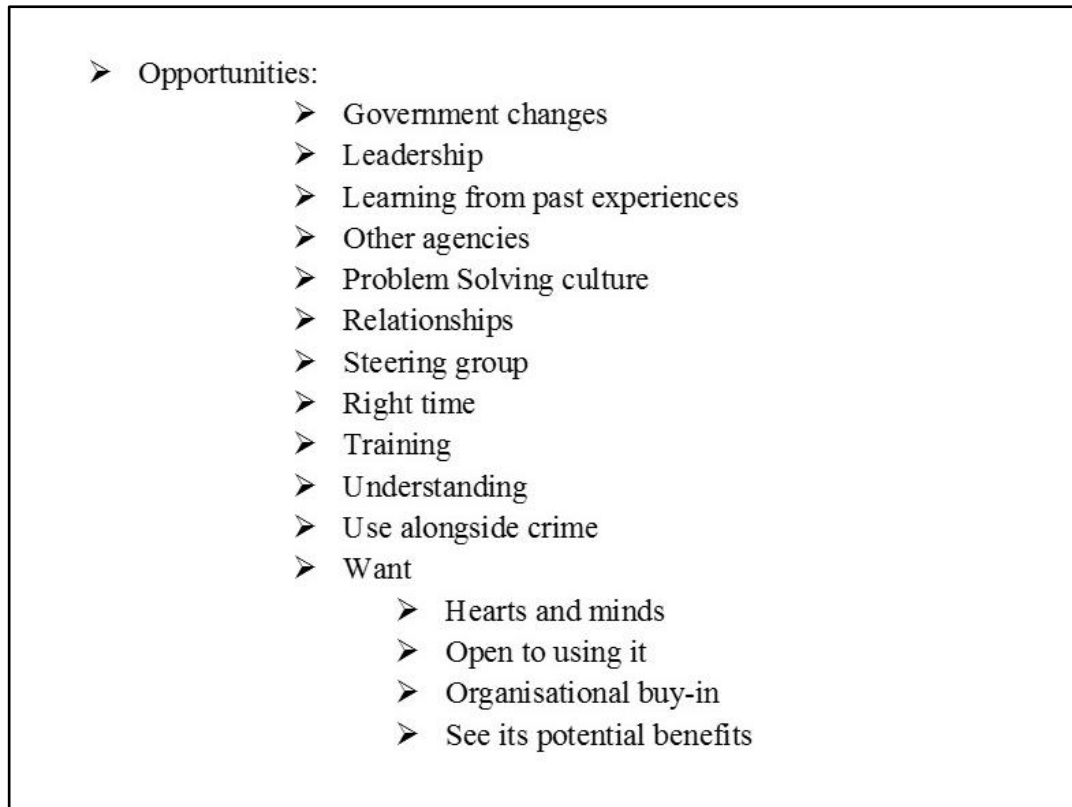 ➢ Opportunities:
➢ Government changes
➢ Leadership
➢ Learning from past experiences
➢ Other agencies
➢ Problem Solving culture
➢ Relationships
➢ Steering group
➢ Right time
➢ Training
➢ Understanding
➢ Use alongside crime
➢ Want
➢ Hearts and minds
➢ Open to using it
➢ Organisational buy-in
➢ See its potential benefits